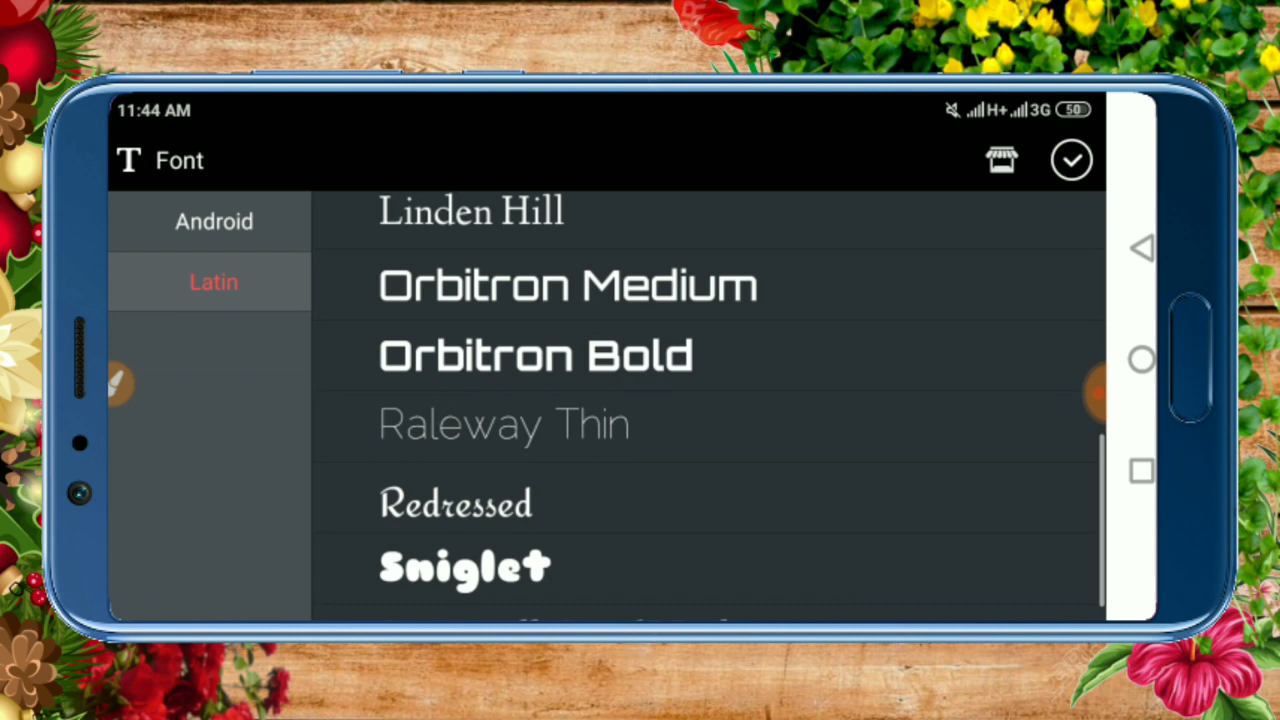 11:44 AM
H+ 3G 50
T Font
Android
Latin
Linden Hill
Orbitron Medium
Orbitron Bold
Raleway Thin
Redressed
Sniglet